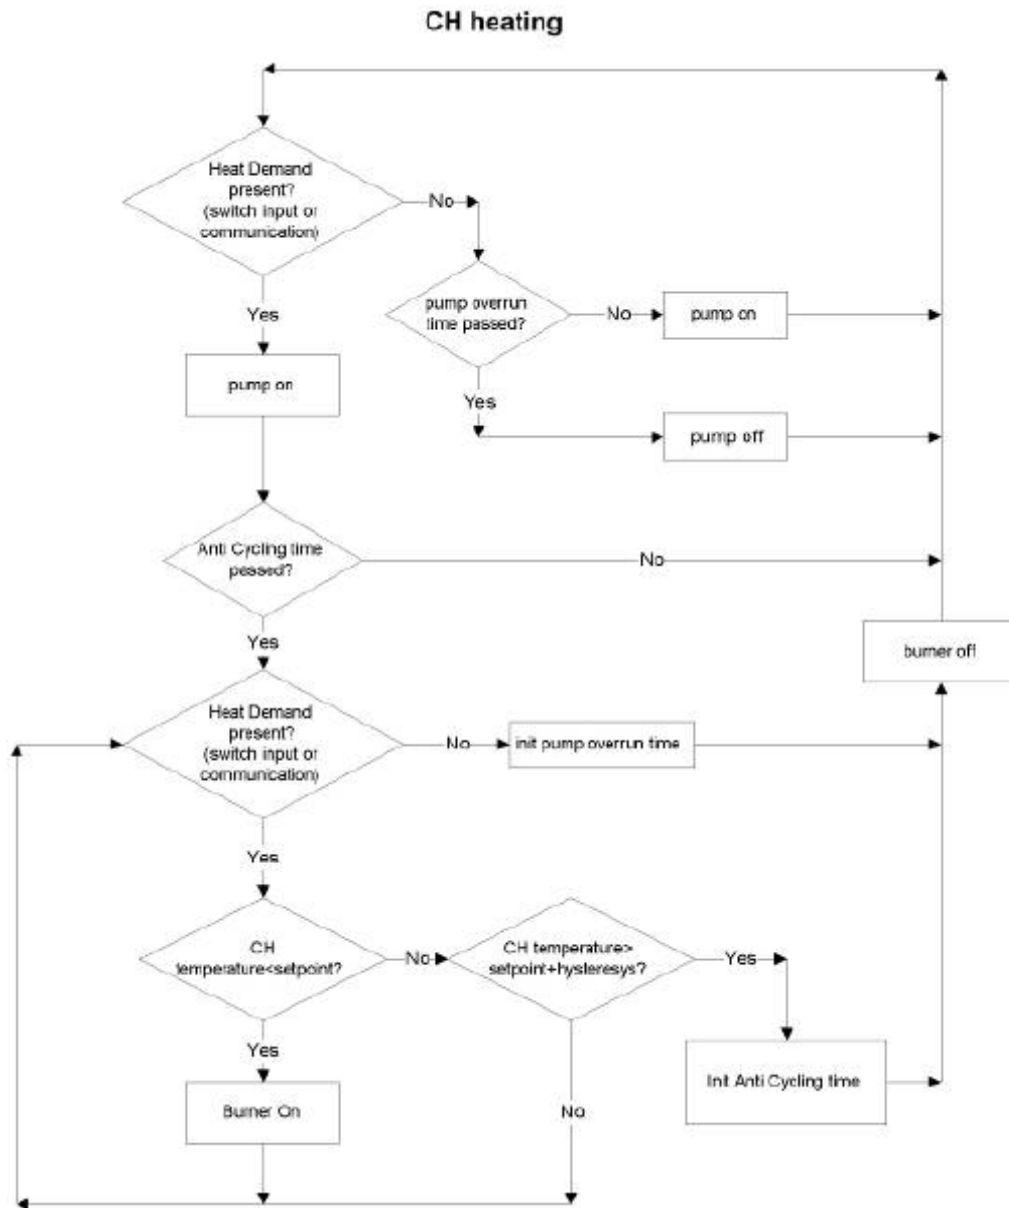 CH heating
Heat Demand
present?
(switch input or
communication)
No
Yes
pump overrun
time passed?
No
pump on
Yes
pump off
pump on
Anti Cycling time
passed?
No
Yes
burner off
Heat Demand
present?
(switch input or
communication)
No
init pump overrun time
Yes
CH
temperature<setpoint?
No
CH temperature>
setpoint+hysteresys?
Yes
Yes
Init Anti Cycling time
Burner On
No